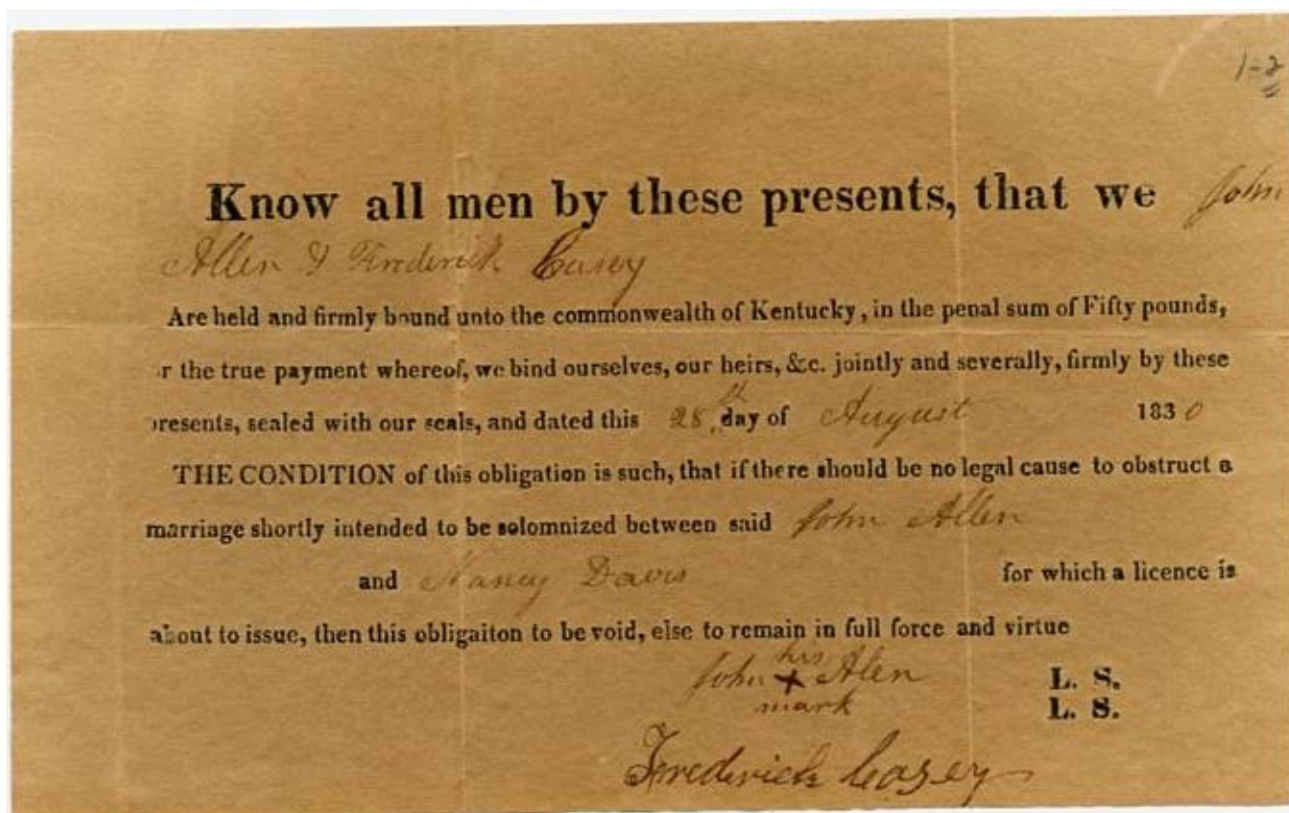 1-2
Know all men by these presents, that we John
Allen & Frederick Casey
Are held and firmly bound unto the commonwealth of Kentucky, in the penal sum of Fifty pounds,
r the true payment whereof, we bind ourselves, our heirs, &c. jointly and severally, firmly by these
presents, sealed with our seals, and dated this 28th day of August 1830
THE CONDITION of this obligation is such, that if there should be no legal cause to obstruct a
marriage shortly intended to be solomnized between said John Allen
and Nancy Davis for which a licence is
about to issue, then this obligaiton to be void, else to remain in full force and virtue
his
John + Alen L. S.
mark L. S.
Frederick Casey